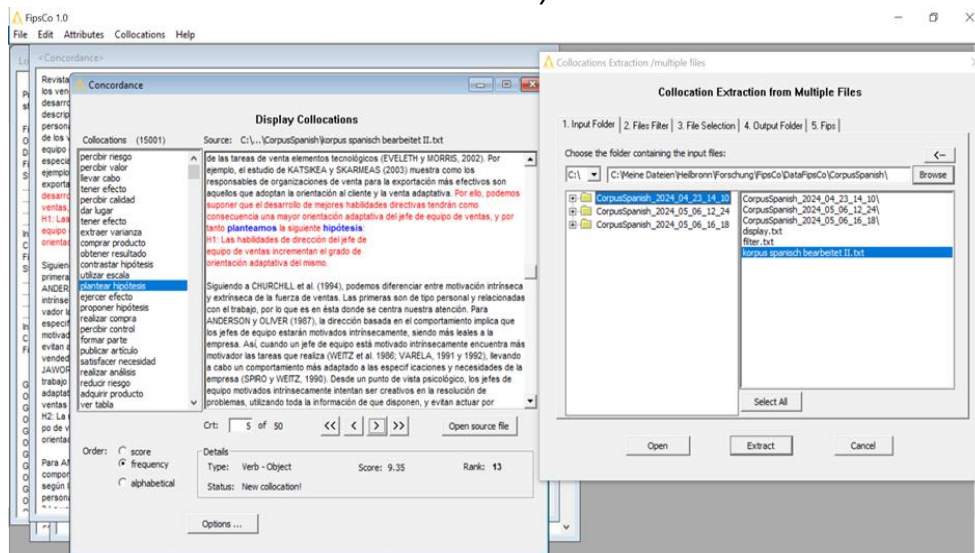 FipsCo 1.0
File Edit Attributes Collocations Help
<Concordance>
Concordance
Display Collocations
Collocations (15001)
Source: C:\...\CorpusSpanish\korpus spanisch bearbeitet II.txt
percibir riesgo
percibir valor
llevar cabo
tener efecto
percibir calidad
dar lugar
tener efecto
extraer varianza
comprar producto
obtener resultado
contrastar hipótesis
utilizar escala
plantear hipótesis
ejercer efecto
proponer hipótesis
realizar compra
percibir control
formar parte
publicar artículo
satisfacer necesidad
realizar análisis
reducir riesgo
adquirir producto
ver tabla
de las tareas de venta elementos tecnológicos (EVELETH y MORRIS, 2002). Por
ejemplo, el estudio de KATSIKEA y SKARMEAS (2003) muestra como los
responsables de organizaciones de venta para la exportación más efectivos son
aquellos que adoptan la orientación al cliente y la venta adaptativa. Por ello, podemos
suponer que el desarrollo de mejores habilidades directivas tendrán como
consecuencia una mayor orientación adaptativa del jefe de equipo de ventas, y por
tanto planteamos la siguiente hipótesis:
H1: Las habilidades de dirección del jefe de
equipo de ventas incrementan el grado de
orientación adaptativa del mismo.
Siguiendo a CHURCHILL et al. (1994), podemos diferenciar entre motivación intrínseca
y extrínseca de la fuerza de ventas. Las primeras son de tipo personal y relacionadas
con el trabajo, por lo que es en ésta donde se centra nuestra atención. Para
ANDERSON y OLIVER (1987), la dirección basada en el comportamiento implica que
los jefes de equipo estarán motivados intrínsecamente, siendo más leales a la
empresa. Así, cuando un jefe de equipo está motivado intrínsecamente encuentra más
motivador las tareas que realiza (WEITZ et al. 1986; VARELA, 1991 y 1992), llevando
a cabo un comportamiento más adaptado a las especif icaciones y necesidades de la
empresa (SPIRO y WEITZ, 1990). Desde un punto de vista psicológico, los jefes de
equipo motivados intrínsecamente intentan ser creativos en la resolución de
problemas, utilizando toda la información de que disponen, y evitan actuar por
Crt: 5 of 50 << < > >> Open source file
Order: score
frequency
alphabetical
Details
Type: Verb - Object Score: 9.35 Rank: 13
Status: New collocation!
Options ...
Collocations Extraction /multiple files
Collocation Extraction from Multiple Files
1. Input Folder 2. Files Filter 3. File Selection 4. Output Folder 5. Fips
Choose the folder containing the input files:
<--
C:\ C:\Meine Dateien\Heilbronn\Forschung\FipsCo\DataFipsCo\CorpusSpanish\ Browse
CorpusSpanish_2024_04_23_14_10
CorpusSpanish_2024_05_06_12_24
CorpusSpanish_2024_05_06_16_18
CorpusSpanish_2024_04_23_14_10\
CorpusSpanish_2024_05_06_12_24\
CorpusSpanish_2024_05_06_16_18\
display.txt
filter.txt
korpus spanisch bearbeitet II.txt
Select All
Open Extract Cancel